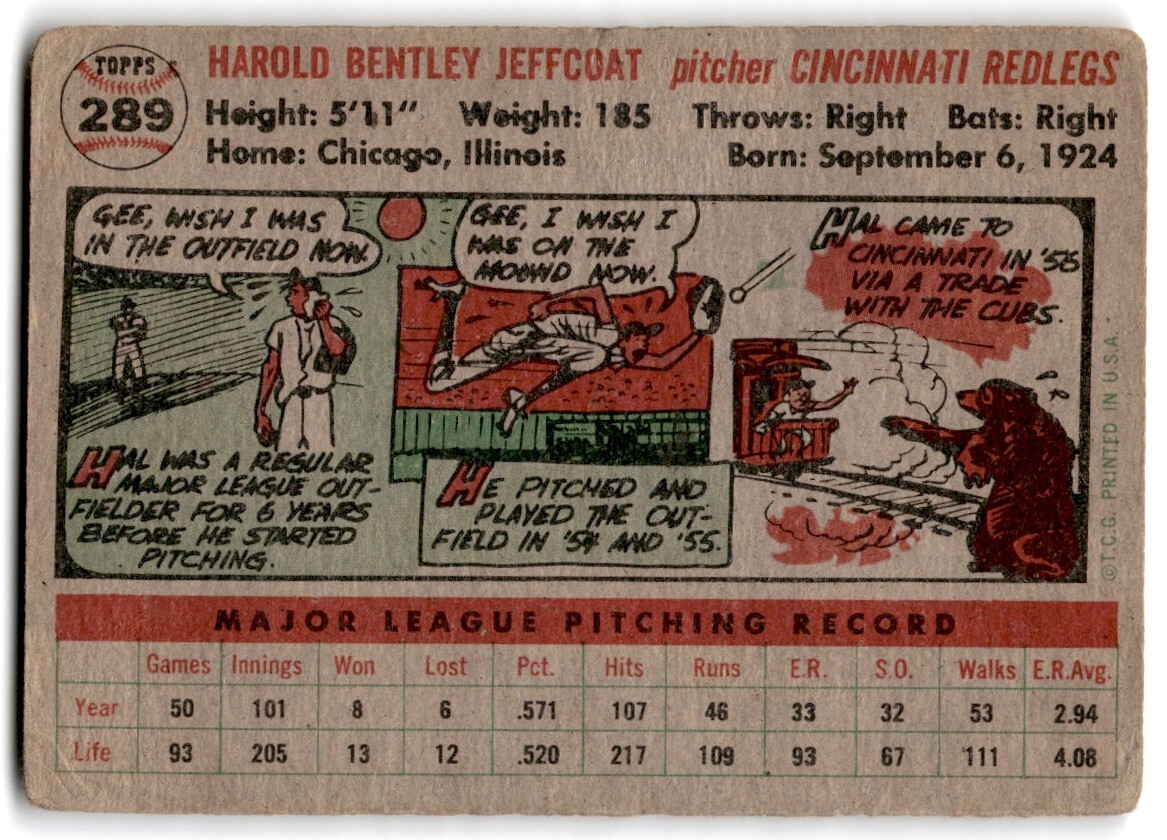 TOPPS
289
HAROLD BENTLEY JEFFCOAT pitcher CINCINNATI REDLEGS
Height: 5'11" Weight: 185 Throws: Right Bats: Right
Home: Chicago, Illinois Born: September 6, 1924
GEE, WISH I WAS
IN THE OUTFIELD NOW.
HAL WAS A REGULAR
MAJOR LEAGUE OUT-
FIELDER FOR 6 YEARS
BEFORE HE STARTED
PITCHING.
GEE, I WISH I
WAS ON THE
MOUND NOW.
HE PITCHED AND
PLAYED THE OUT-
FIELD IN '54 AND '55.
HAL CAME TO
CINCINNATI IN '55
VIA A TRADE
WITH THE CUBS.
©T.C.G. PRINTED IN U.S.A.
MAJOR LEAGUE PITCHING RECORD
Games Innings Won Lost Pct. Hits Runs E.R. S.O. Walks E.R.Avg.
Year 50 101 8 6 .571 107 46 33 32 53 2.94
Life 93 205 13 12 .520 217 109 93 67 111 4.08